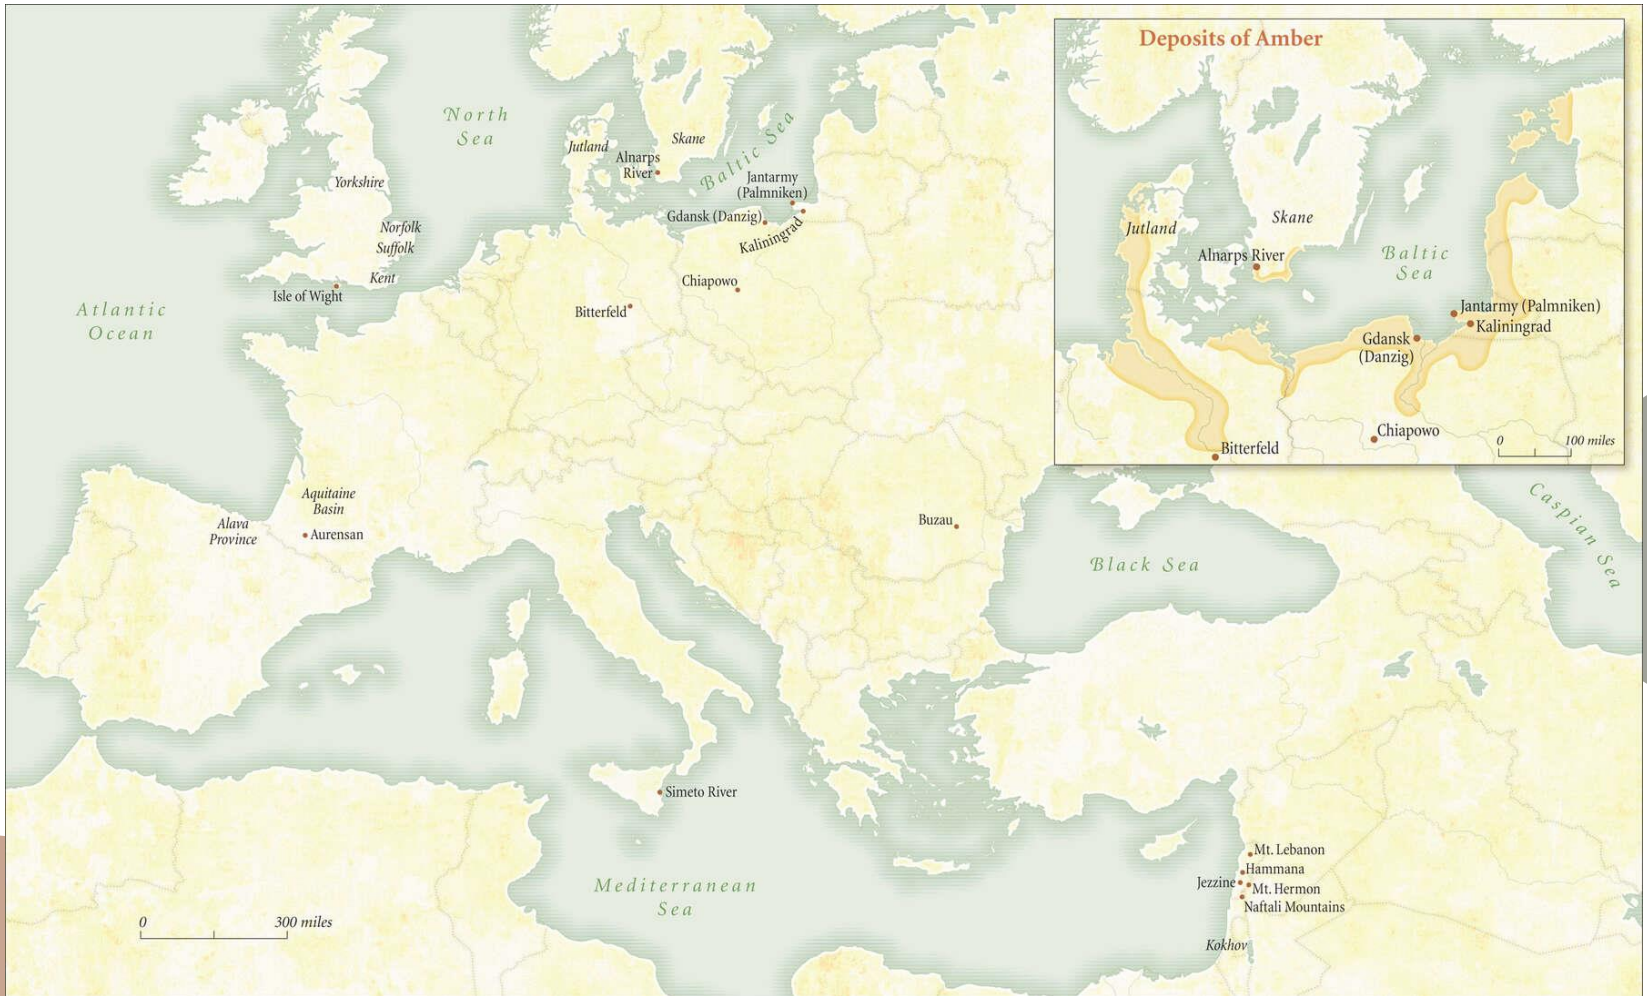 Deposits of Amber
North
Sea
Skane
Jutland
Baltic Sea
Alnarps
River
Jantarmy
(Palmniken)
Yorkshire
Gdansk (Danzig)
Kaliningrad
Norfolk
Suffolk
Kent
Isle of Wight
Chiapowo
Bitterfeld
Atlantic
Ocean
Jutland
Skane
Alnarps River
Baltic
Sea
Jantarmy (Palmniken)
Kaliningrad
Gdansk
(Danzig)
Chiapowo
Bitterfeld
0 100 miles
Aquitaine
Basin
Alava
Province
Aurensan
Buzau
Black Sea
Caspian Sea
Simeto River
Mediterranean
Sea
Mt. Lebanon
Hammana
Jezzine
Mt. Hermon
Naftali Mountains
Kokhov
0 300 miles